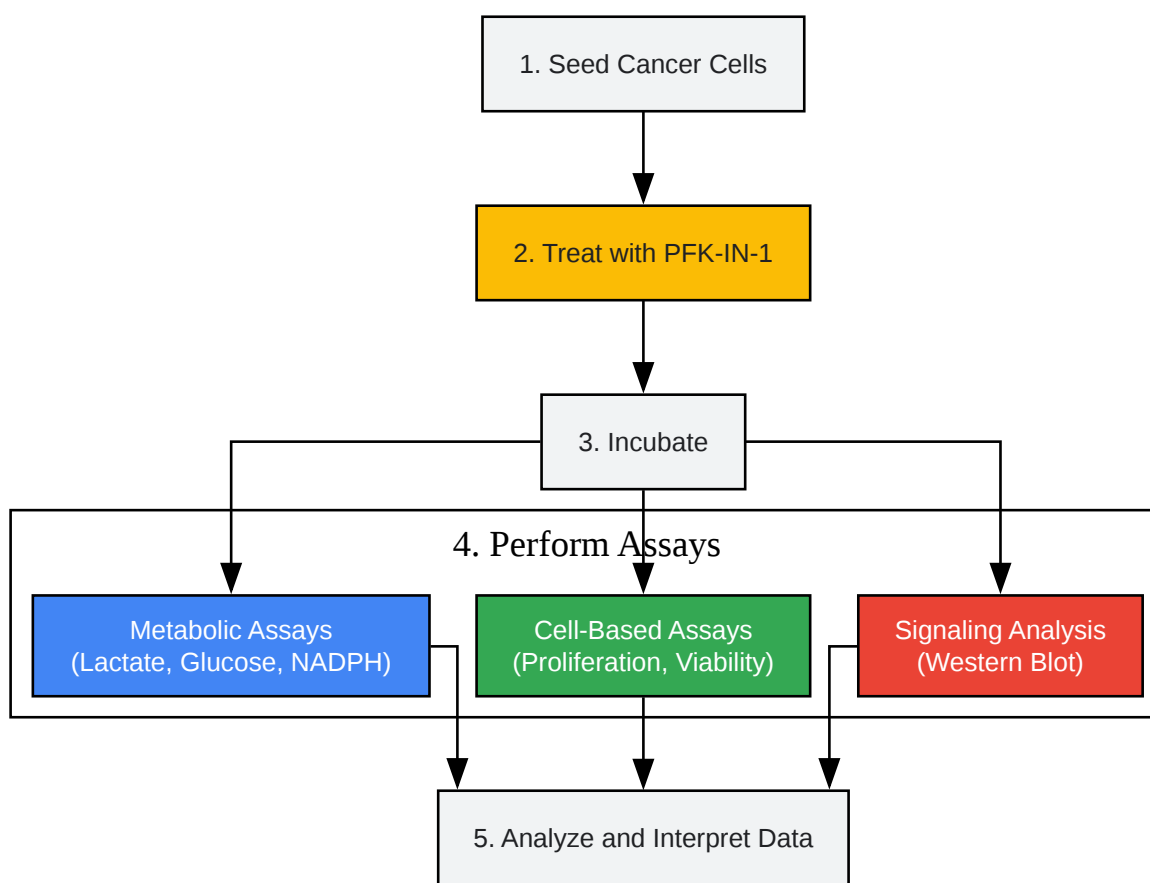 1. Seed Cancer Cells
2. Treat with PFK-IN-1
3. Incubate
4. Perform Assays
Metabolic Assays
(Lactate, Glucose, NADPH)
Cell-Based Assays
(Proliferation, Viability)
Signaling Analysis
(Western Blot)
5. Analyze and Interpret Data